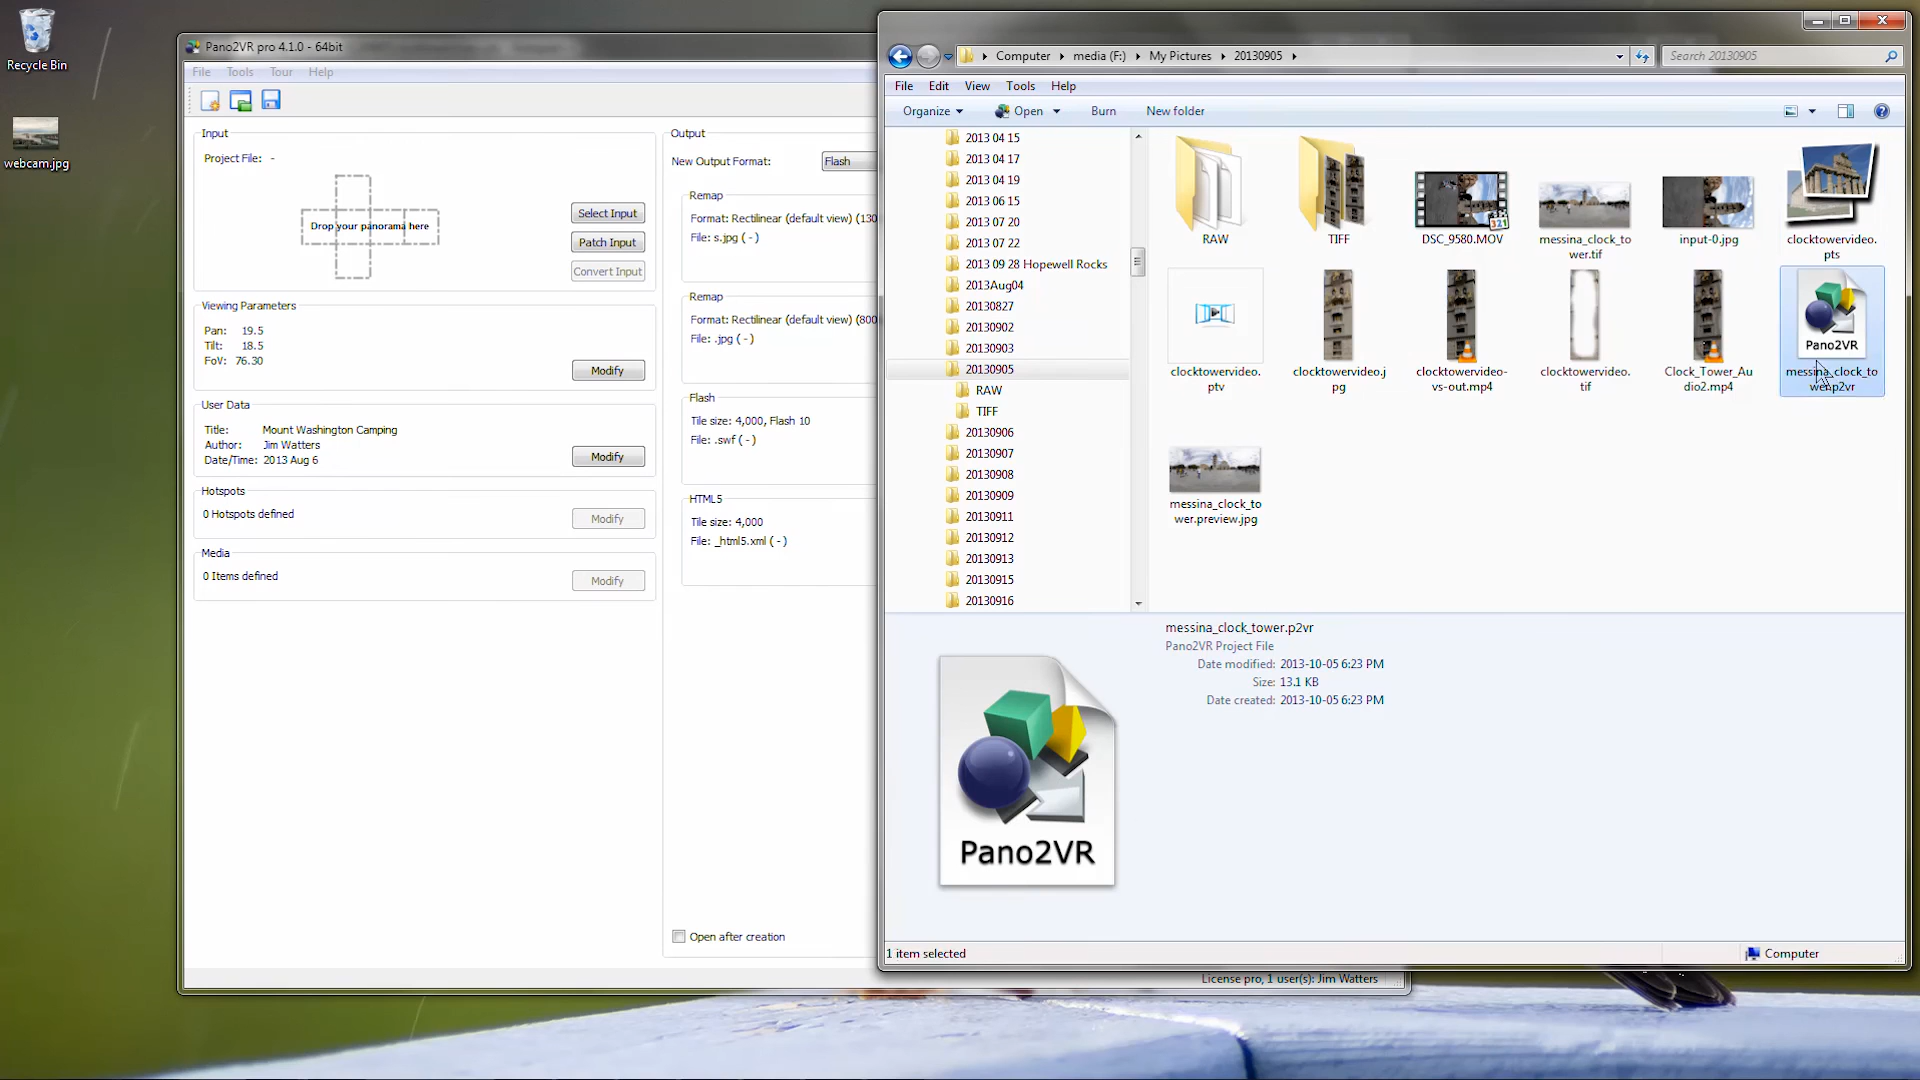 Recycle Bin
webcam.jpg
Pano2VR pro 4.1.0 - 64bit
File Tools Tour Help
Input
Project File: -
Drop your panorama here
Select Input
Patch Input
Convert Input
Viewing Parameters
Pan: 19.5
Tilt: 18.5
FoV: 76.30
Modify
User Data
Title: Mount Washington Camping
Author: Jim Watters
Date/Time: 2013 Aug 6
Modify
Hotspots
0 Hotspots defined
Modify
Media
0 Items defined
Modify
Output
New Output Format: Flash
Remap
Format: Rectilinear (default view) (130
File: s.jpg ( - )
Remap
Format: Rectilinear (default view) (800
File: .jpg ( - )
Flash
Tile size: 4,000, Flash 10
File: .swf ( - )
HTML5
Tile size: 4,000
File: _html5.xml ( - )
Open after creation
License pro, 1 user(s): Jim Watters
Computer media (F:) My Pictures 20130905
Search 20130905
File Edit View Tools Help
Organize Open Burn New folder
2013 04 15
2013 04 17
2013 04 19
2013 06 15
2013 07 20
2013 07 22
2013 09 28 Hopewell Rocks
2013Aug04
20130827
20130902
20130903
20130905
RAW
TIFF
20130906
20130907
20130908
20130909
20130911
20130912
20130913
20130915
20130916
RAW
TIFF
321
DSC_9580.MOV
messina_clock_to
wer.tif
input-0.jpg
clocktowervideo.
pts
clocktowervideo.
ptv
clocktowervideo.j
pg
clocktowervideo-
vs-out.mp4
clocktowervideo.
tif
Clock_Tower_Au
dio2.mp4
Pano2VR
messina_clock_to
wer.p2vr
messina_clock_to
wer.preview.jpg
messina_clock_tower.p2vr
Pano2VR Project File
Date modified: 2013-10-05 6:23 PM
Size: 13.1 KB
Date created: 2013-10-05 6:23 PM
Pano2VR
1 item selected
Computer